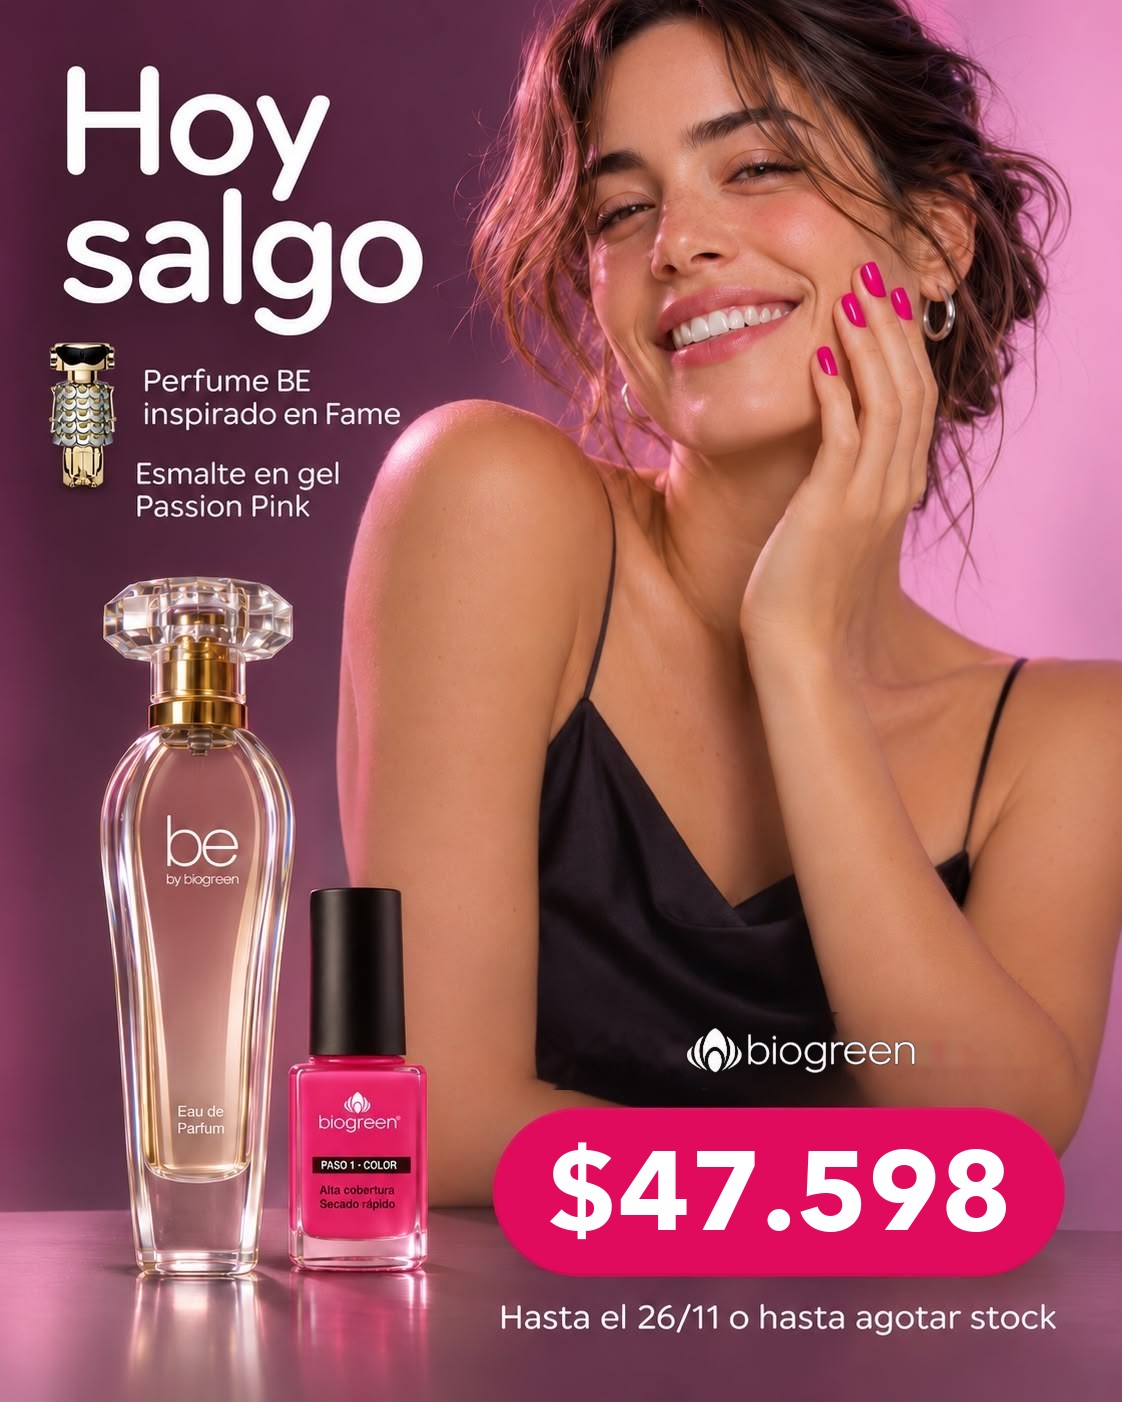 Hoy
salgo
Perfume BE
inspirado en Fame
Esmalte en gel
Passion Pink
be
by biogreen
Eau de
Parfum
biogreen®
PASO 1 - COLOR
Alta cobertura
Secado rápido
biogreen
$47.598
Hasta el 26/11 o hasta agotar stock